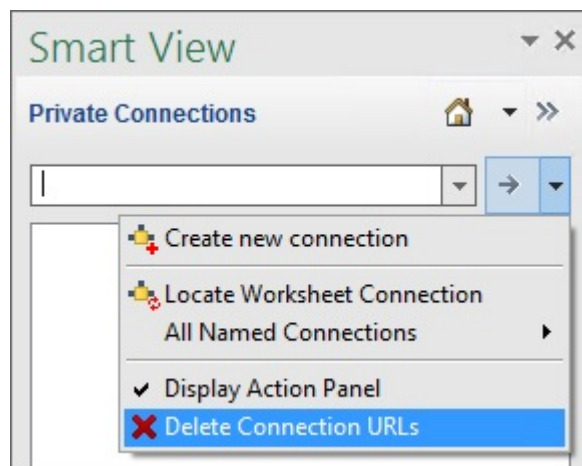 Smart View
Private Connections
Create new connection
Locate Worksheet Connection
All Named Connections
Display Action Panel
Delete Connection URLs